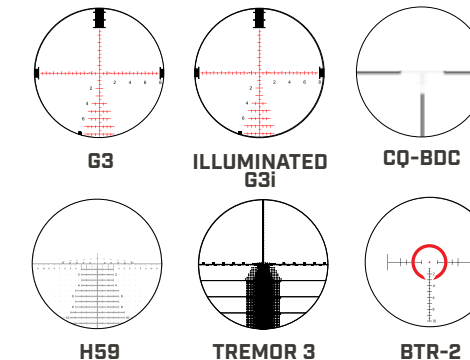 G3
ILLUMINATED
G3i
CQ-BDC
H59
TREMOR 3
BTR-2